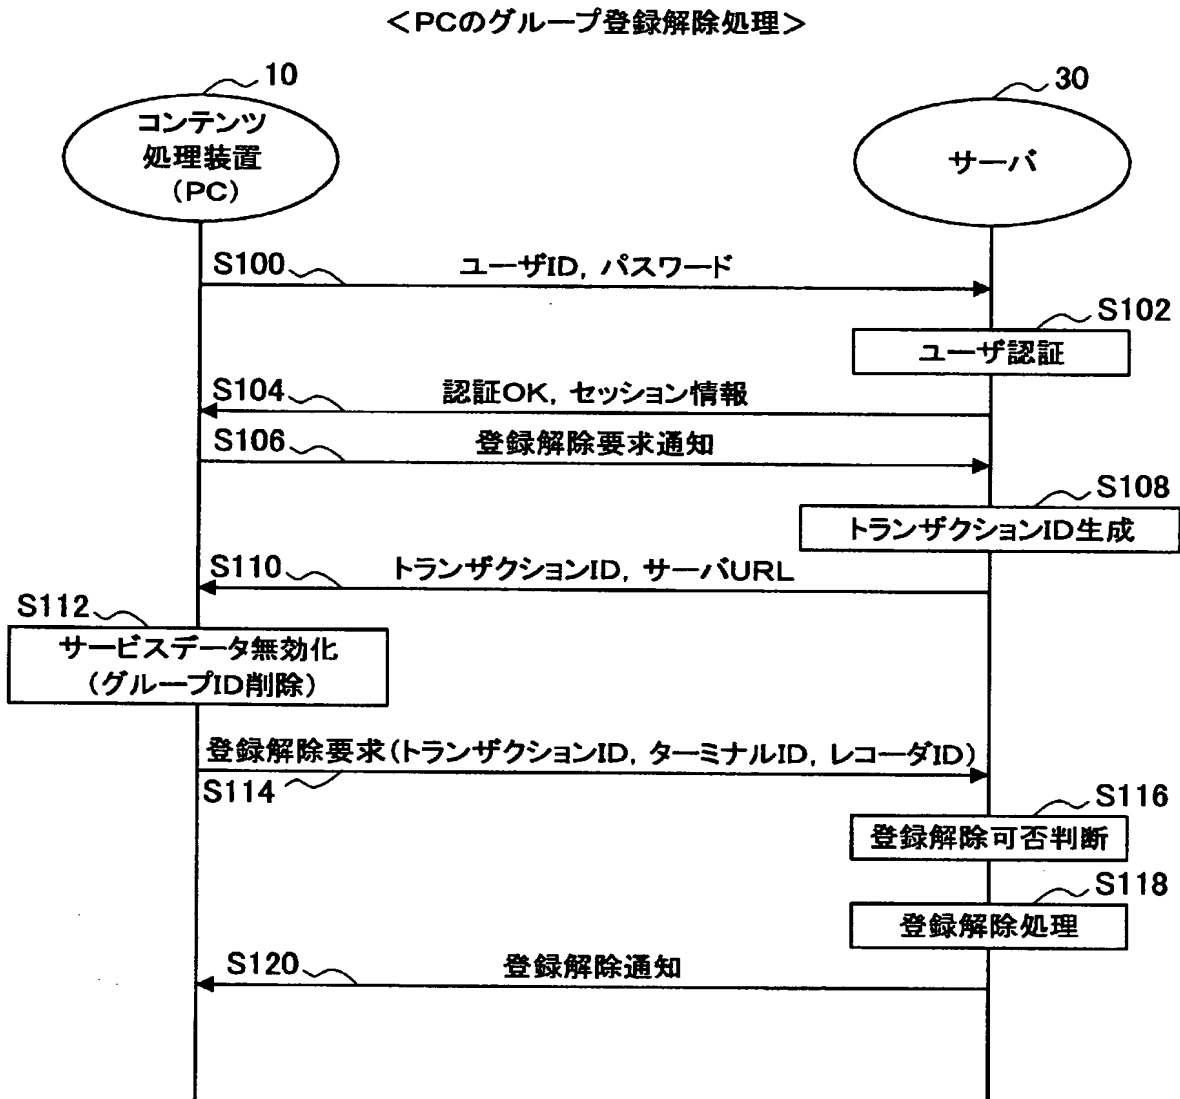 ＜PCのグループ登録解除処理＞
10
30
コンテンツ
処理装置
(PC)
サーバ
S100
ユーザID, パスワード
S102
ユーザ認証
S104
認証OK, セッション情報
S106
登録解除要求通知
S108
トランザクションID生成
S110
トランザクションID, サーバURL
S112
サービスデータ無効化
(グループID削除)
登録解除要求(トランザクションID, ターミナルID, レコーダID)
S114
S116
登録解除可否判断
S118
登録解除処理
S120
登録解除通知